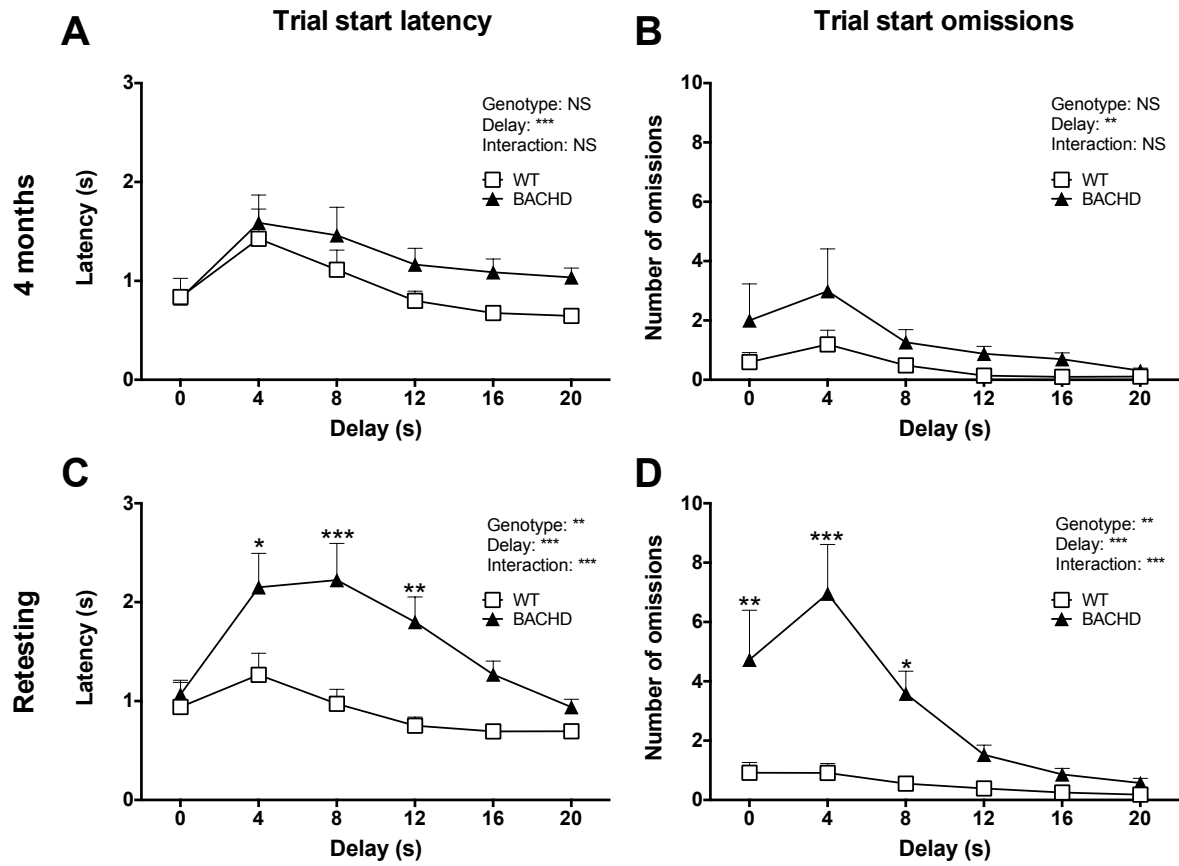 Trial start latency
Trial start omissions
4 months
Retesting
A
3
2
1
0
Latency (s)
Genotype: NS
Delay: ***
Interaction: NS
WT
BACHD
0 4 8 12 16 20
Delay (s)
B
10
8
6
4
2
0
Number of omissions
Genotype: NS
Delay: **
Interaction: NS
WT
BACHD
0 4 8 12 16 20
Delay (s)
C
3
2
1
0
Latency (s)
* *** **
Genotype: **
Delay: ***
Interaction: ***
WT
BACHD
0 4 8 12 16 20
Delay (s)
D
10
8
6
4
2
0
Number of omissions
** *** *
Genotype: **
Delay: ***
Interaction: ***
WT
BACHD
0 4 8 12 16 20
Delay (s)